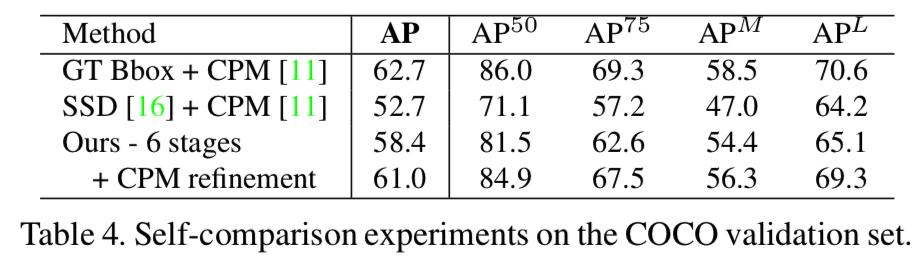 Method AP AP^50 AP^75 AP^M AP^L
GT Bbox + CPM [11] 62.7 86.0 69.3 58.5 70.6
SSD [16] + CPM [11] 52.7 71.1 57.2 47.0 64.2
Ours - 6 stages 58.4 81.5 62.6 54.4 65.1
+ CPM refinement 61.0 84.9 67.5 56.3 69.3
Table 4. Self-comparison experiments on the COCO validation set.